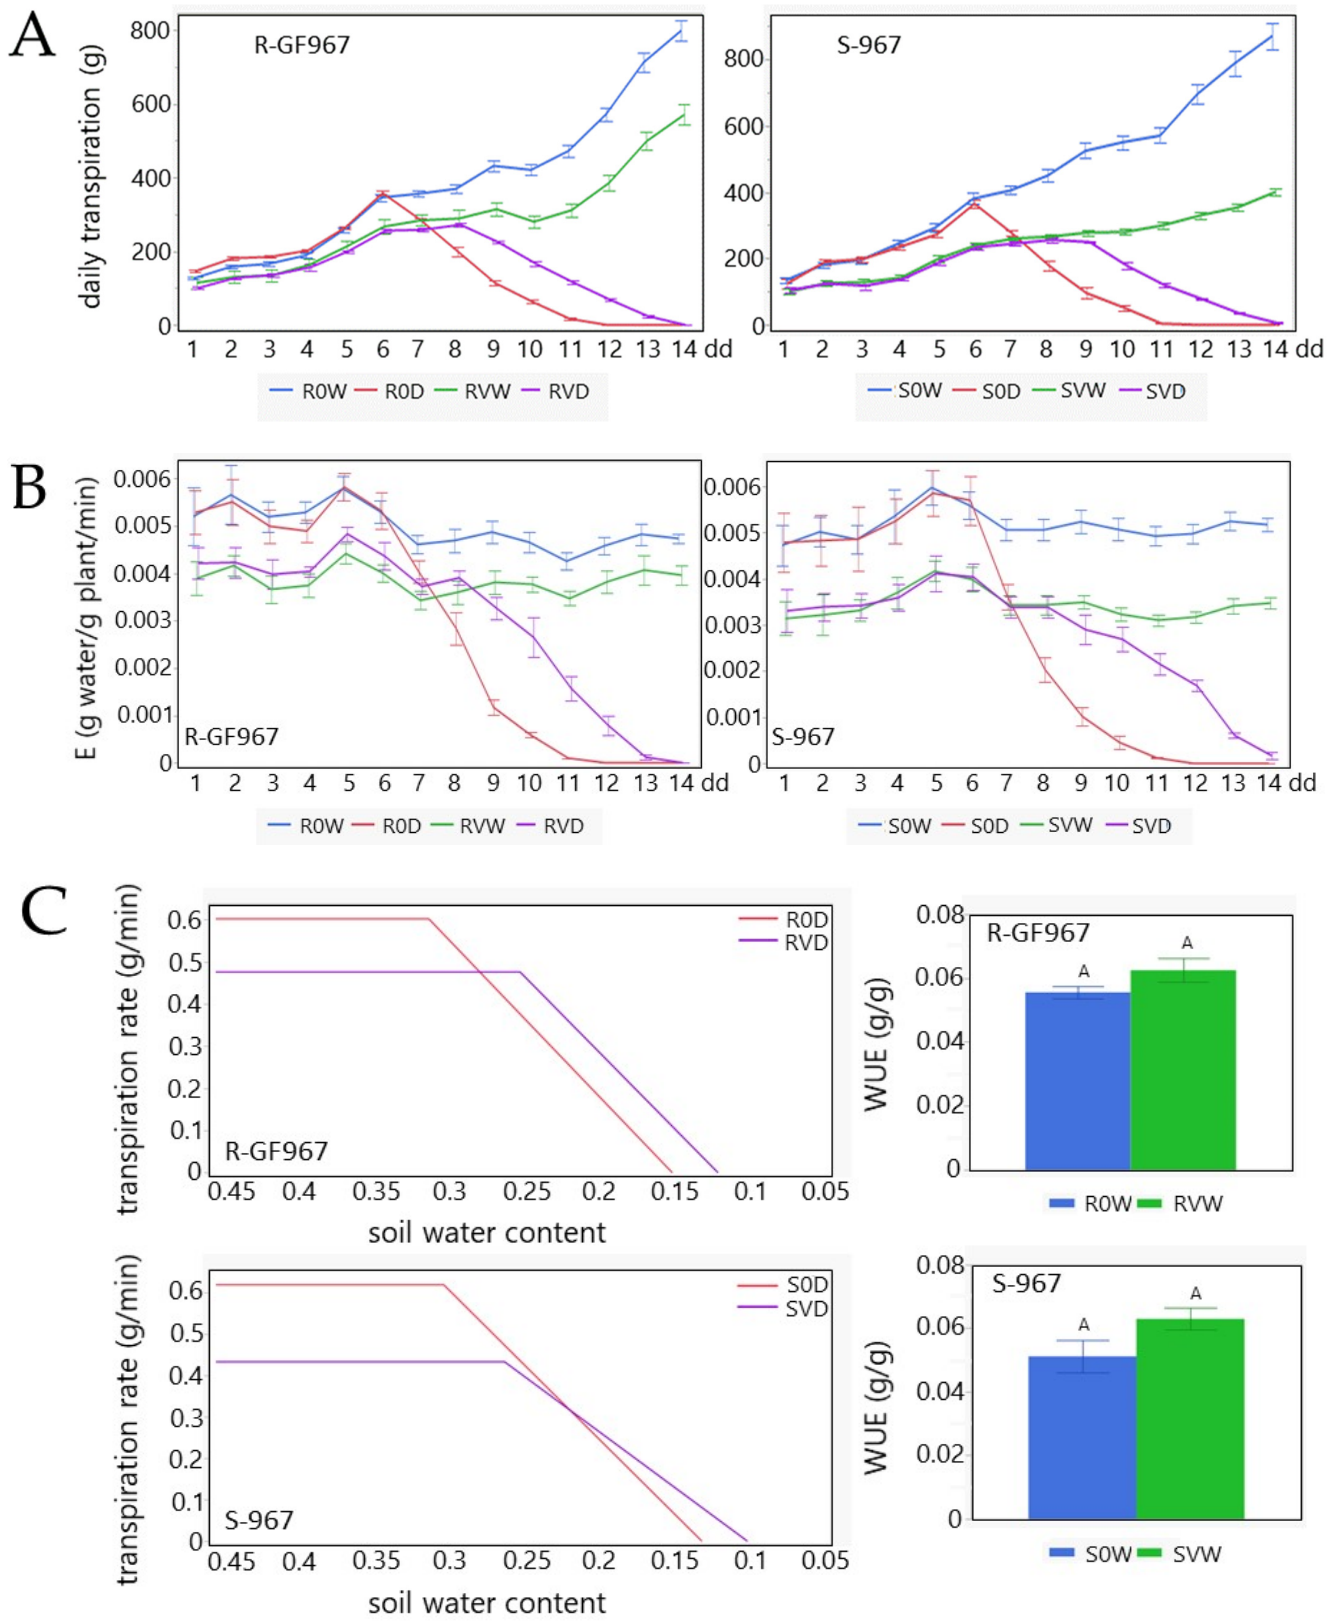 A
R-GF967
S-967
daily transpiration (g)
800
600
400
200
0
800
600
400
200
0
1 2 3 4 5 6 7 8 9 10 11 12 13 14 dd
1 2 3 4 5 6 7 8 9 10 11 12 13 14 dd
R0W R0D RVW RVD
S0W S0D SVW SVD
B
E (g water/g plant/min)
0.006
0.005
0.004
0.003
0.002
0.001
0
R-GF967
0.006
0.005
0.004
0.003
0.002
0.001
0
S-967
1 2 3 4 5 6 7 8 9 10 11 12 13 14 dd
1 2 3 4 5 6 7 8 9 10 11 12 13 14 dd
R0W R0D RVW RVD
S0W S0D SVW SVD
C
transpiration rate (g/min)
0.6
0.5
0.4
0.3
0.2
0.1
0
R0D
RVD
R-GF967
0.45 0.4 0.35 0.3 0.25 0.2 0.15 0.1 0.05
soil water content
WUE (g/g)
0.08
0.06
0.04
0.02
0
R-GF967
A
A
R0W RVW
transpiration rate (g/min)
0.6
0.5
0.4
0.3
0.2
0.1
0
S0D
SVD
S-967
0.45 0.4 0.35 0.3 0.25 0.2 0.15 0.1 0.05
soil water content
WUE (g/g)
0.08
0.06
0.04
0.02
0
S-967
A
A
S0W SVW